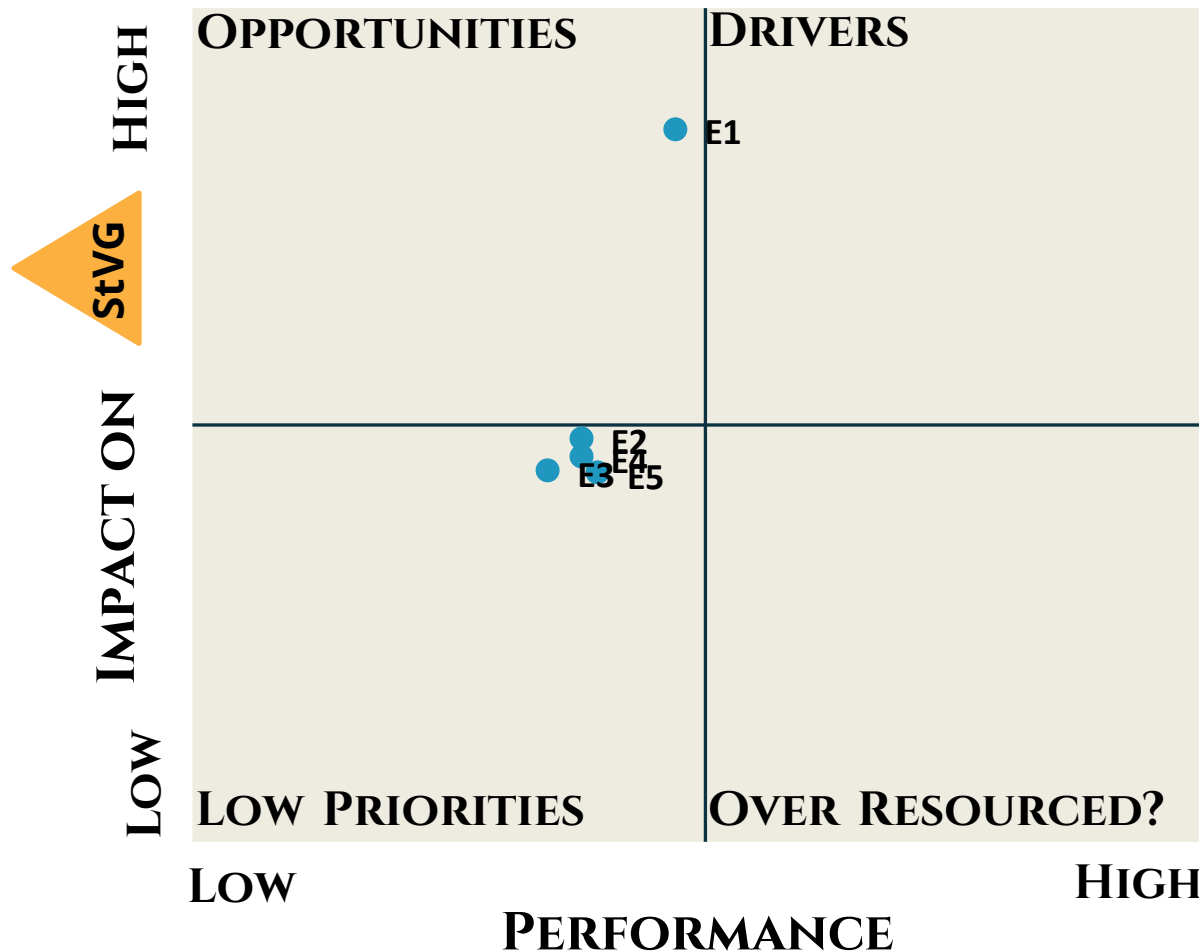 OPPORTUNITIES
DRIVERS
HIGH
E1
StVG
IMPACT ON
E2
E4
E3
E5
LOW
LOW PRIORITIES
OVER RESOURCED?
LOW
HIGH
PERFORMANCE